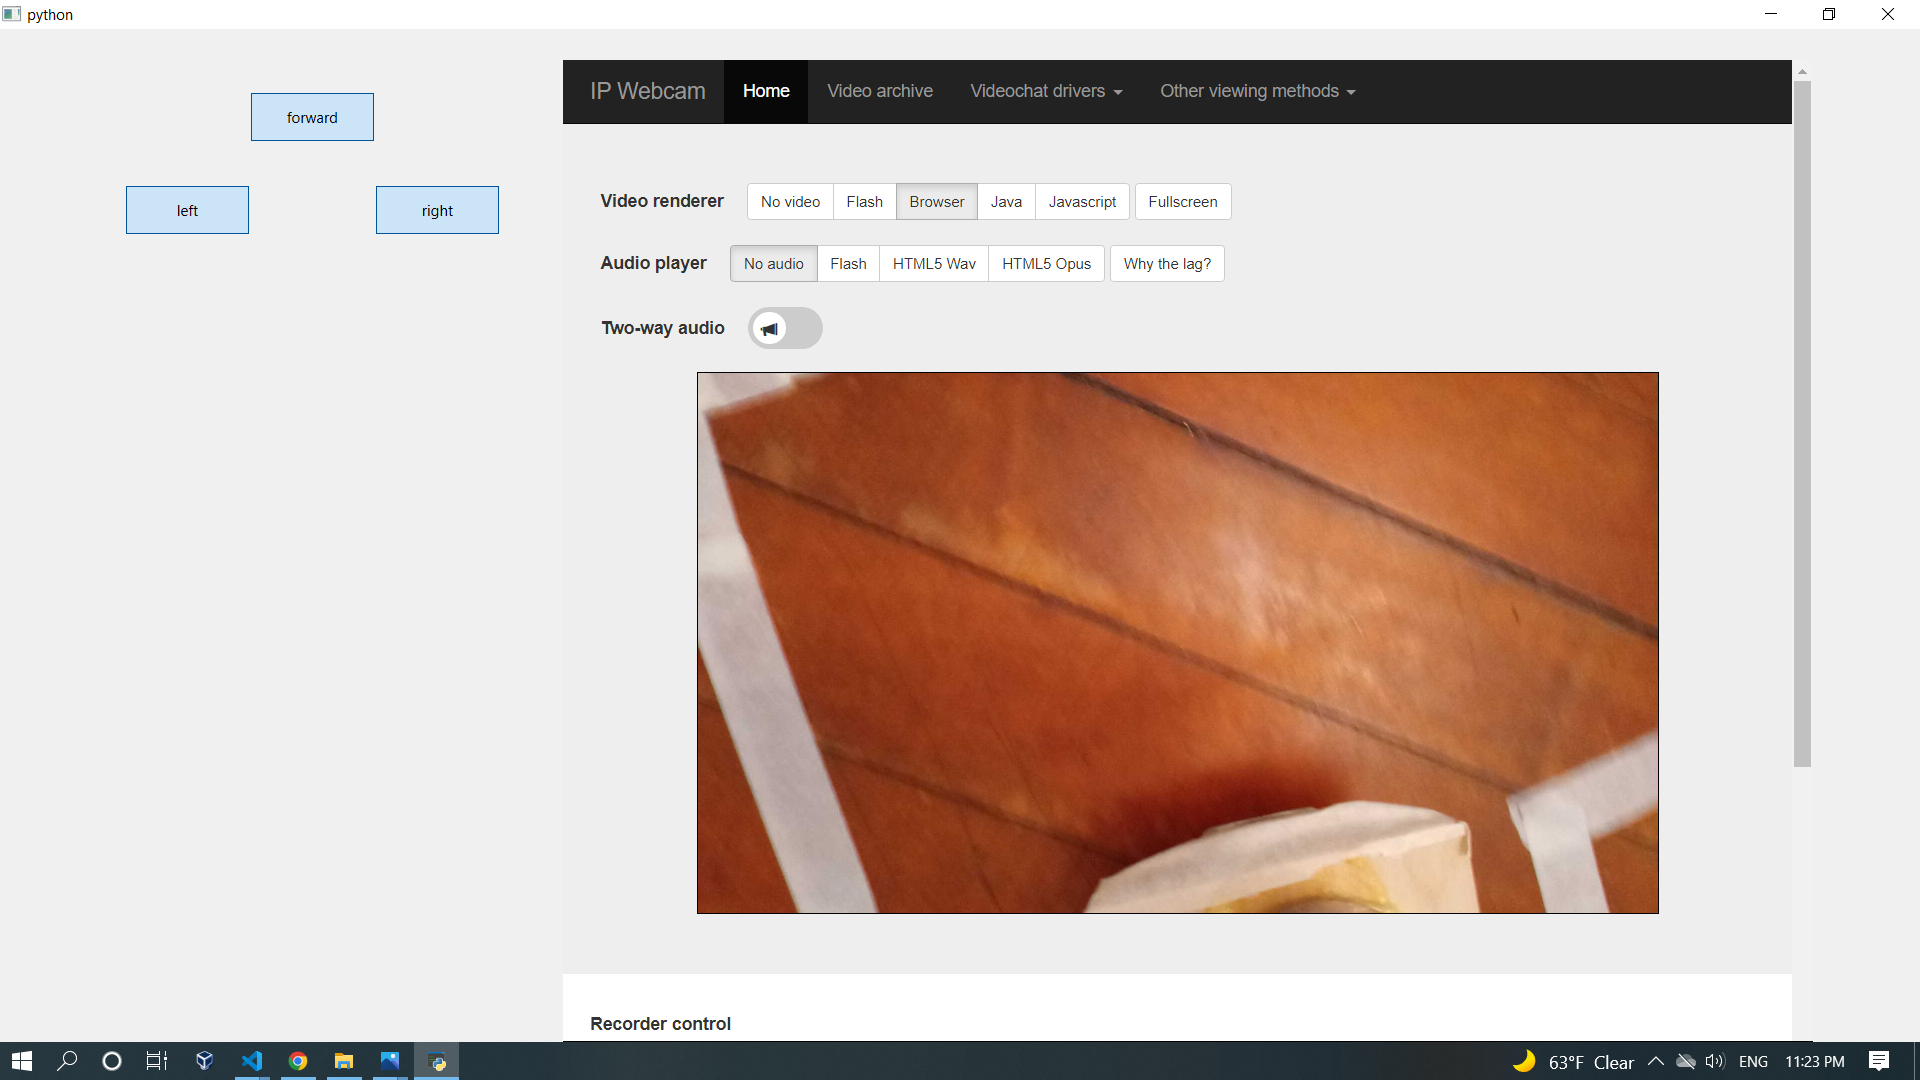 python
forward
left right
IP Webcam Home Video archive Videochat drivers Other viewing methods
Video renderer No video Flash Browser Java Javascript Fullscreen
Audio player No audio Flash HTML5 Wav HTML5 Opus Why the lag?
Two-way audio
Recorder control
63°F Clear ENG 11:23 PM